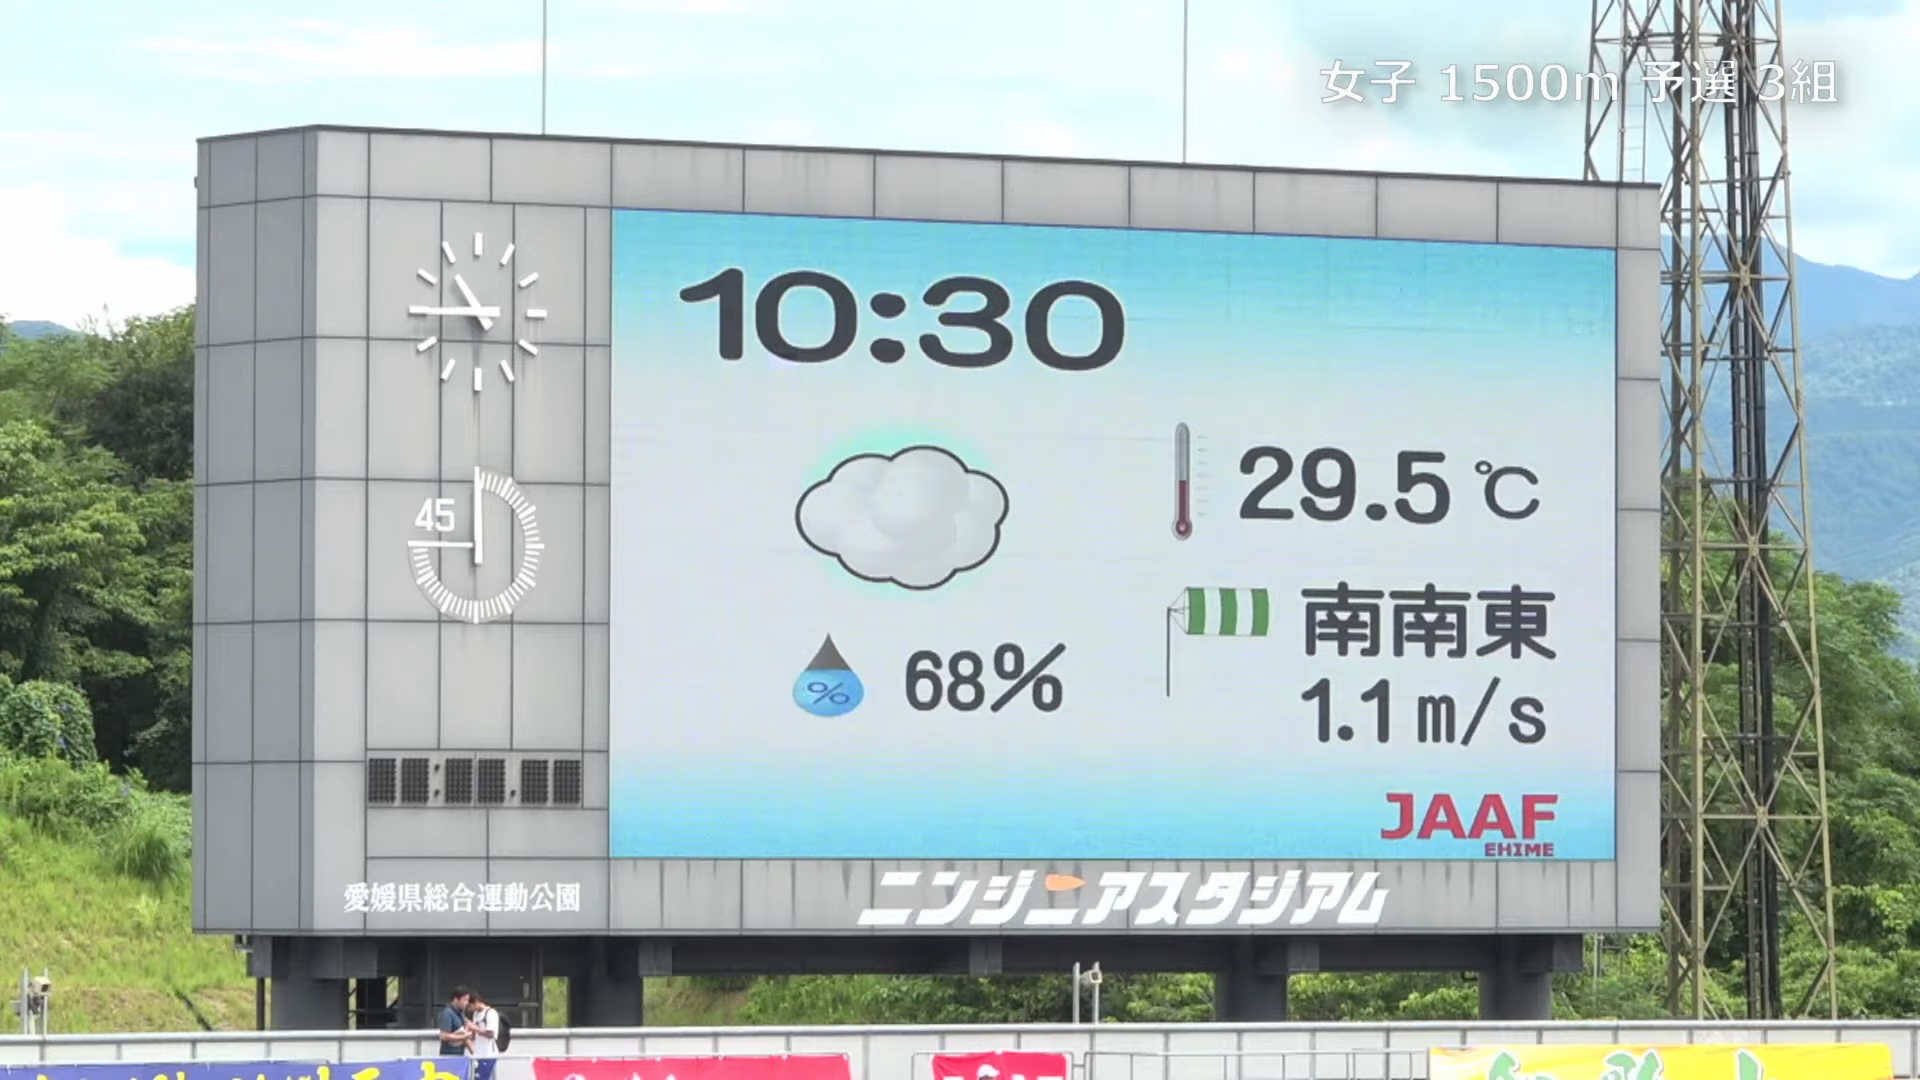 女子 1500m 予選 3組
10:30
29.5℃
45
南南東
68%
%
1.1m/s
JAAF
EHIME
愛媛県総合運動公園
ニンジニアスタジアム